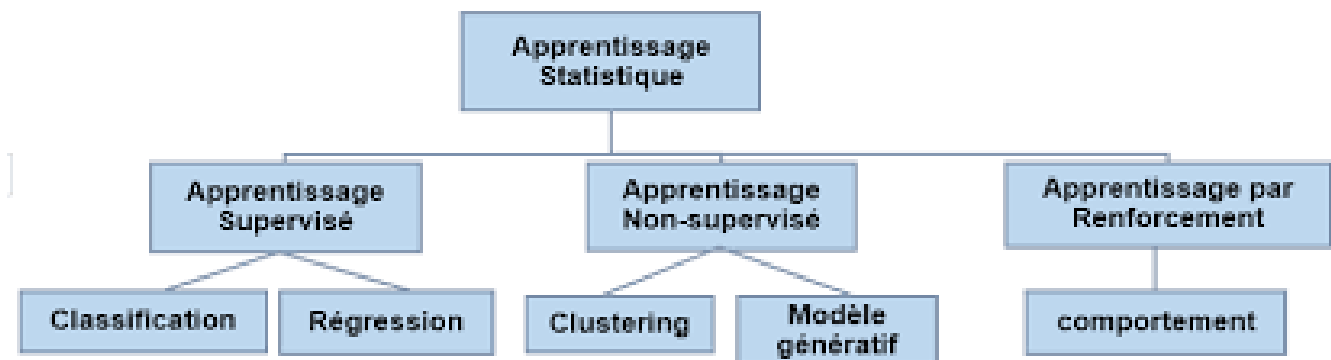 Apprentissage
Statistique
Apprentissage
Supervisé
Apprentissage
Non-supervisé
Apprentissage par
Renforcement
Classification
Régression
Clustering
Modèle
génératif
comportement